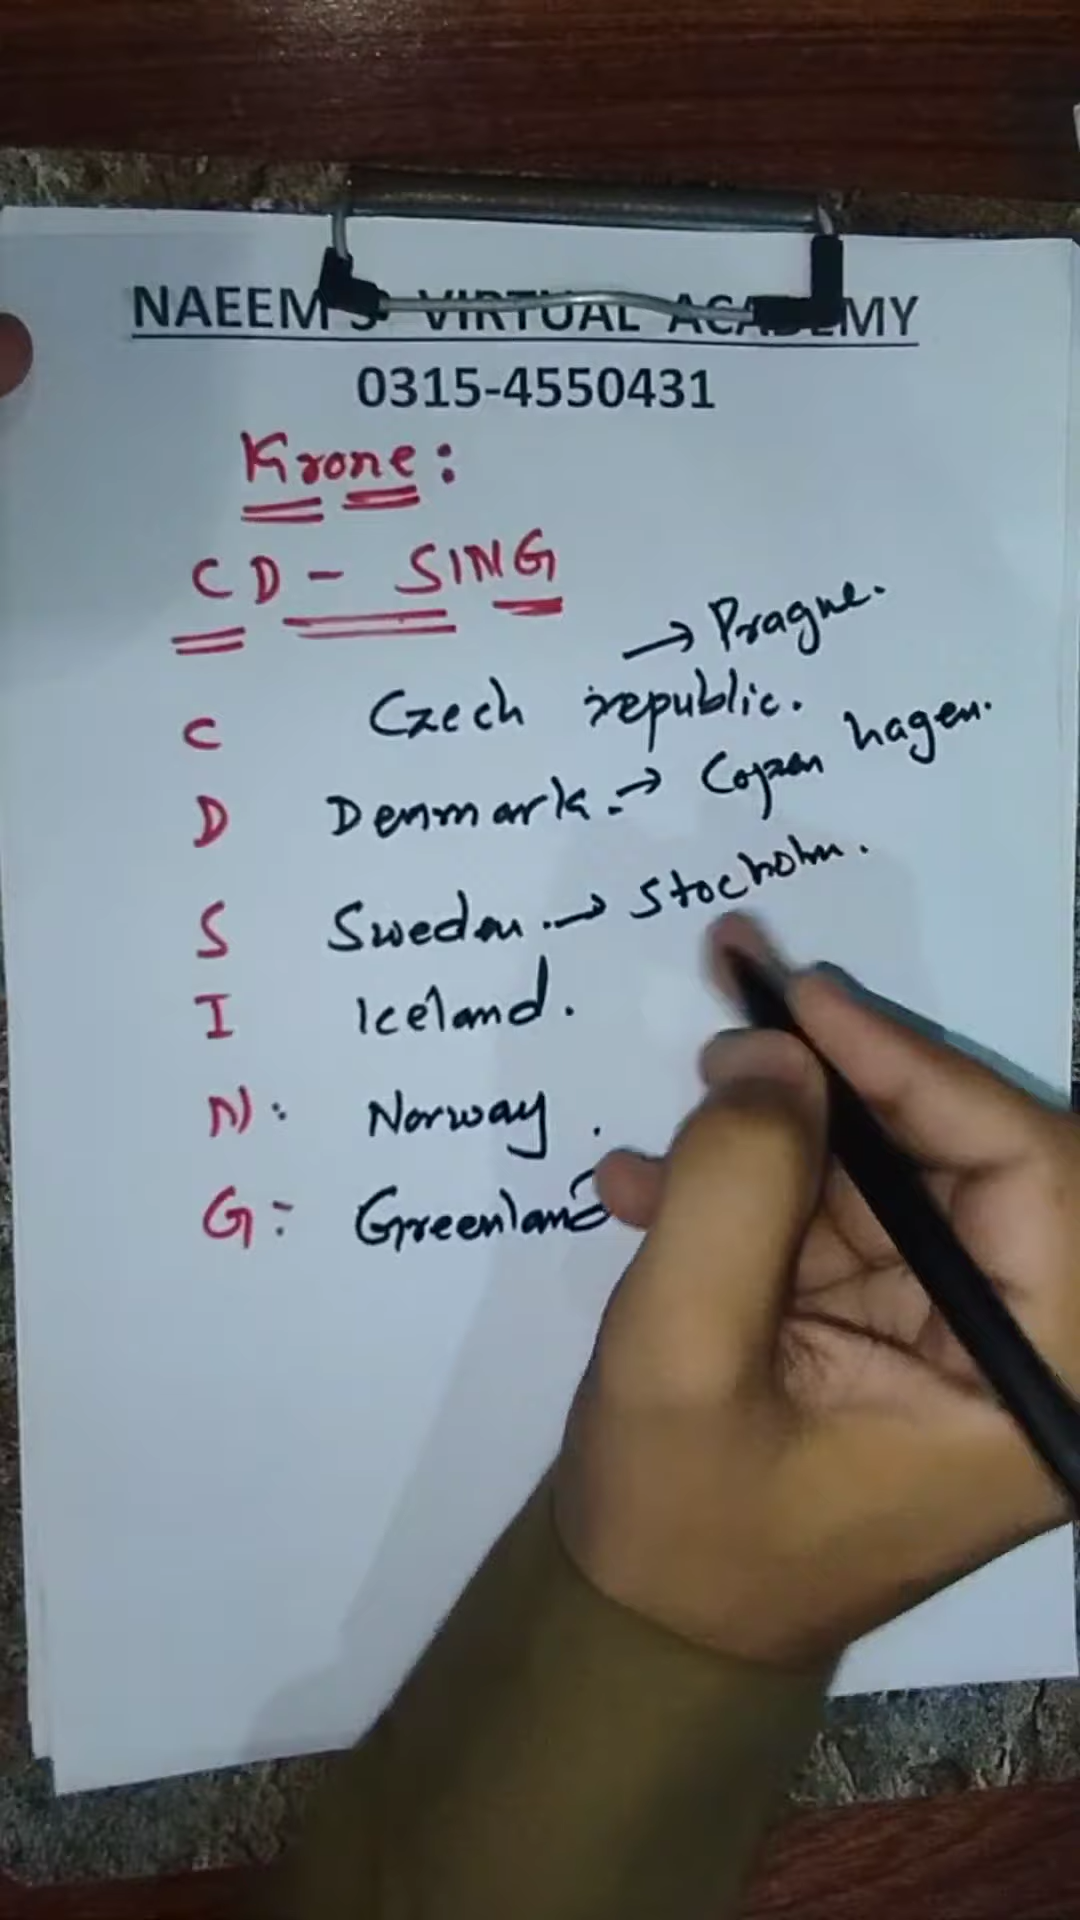 NAEEM'S VIRTUAL ACADEMY
0315-4550431
Krone:
CD - SING
C Czech republic. → Prague.
D Denmark. → Copen hagen.
S Sweden. → Stocholm.
I Iceland.
N: Norway.
G: Greenland